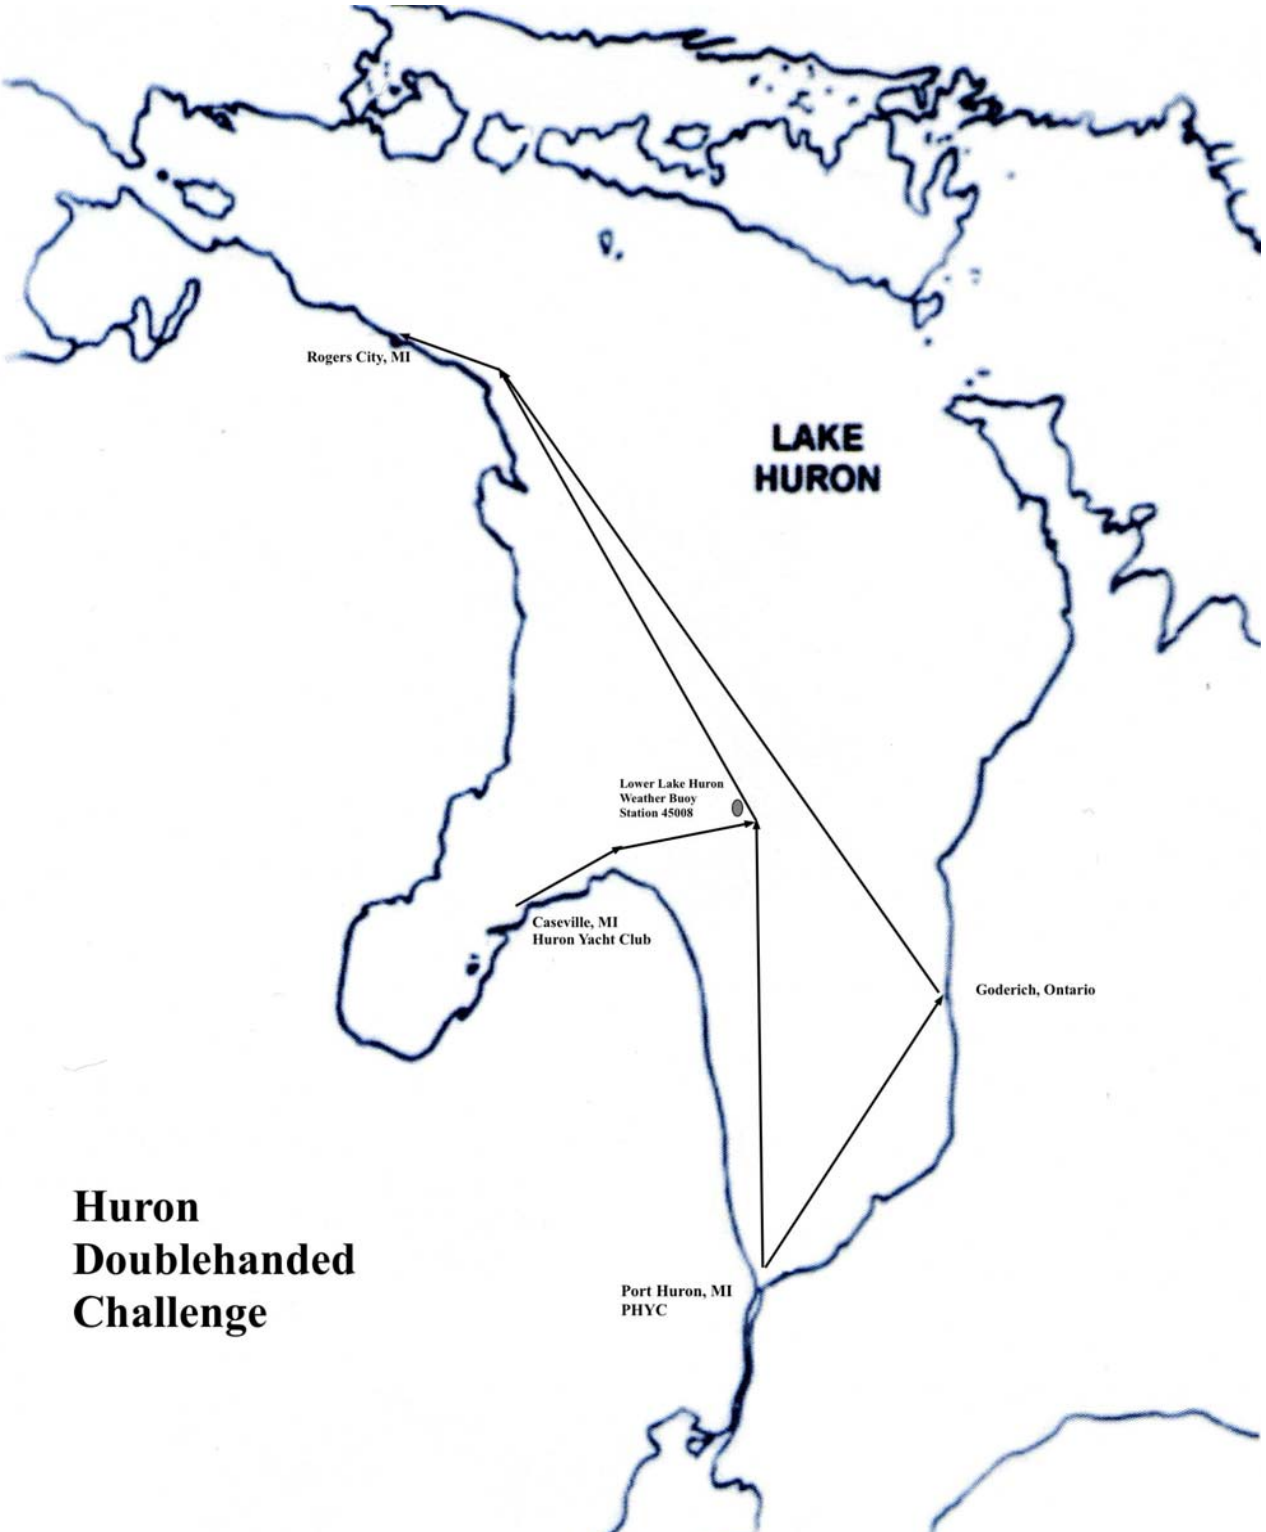 Rogers City, MI
LAKE
HURON
Lower Lake Huron
Weather Buoy
Station 45008
Caseville, MI
Huron Yacht Club
Goderich, Ontario
Huron
Doublehanded
Challenge
Port Huron, MI
PHYC